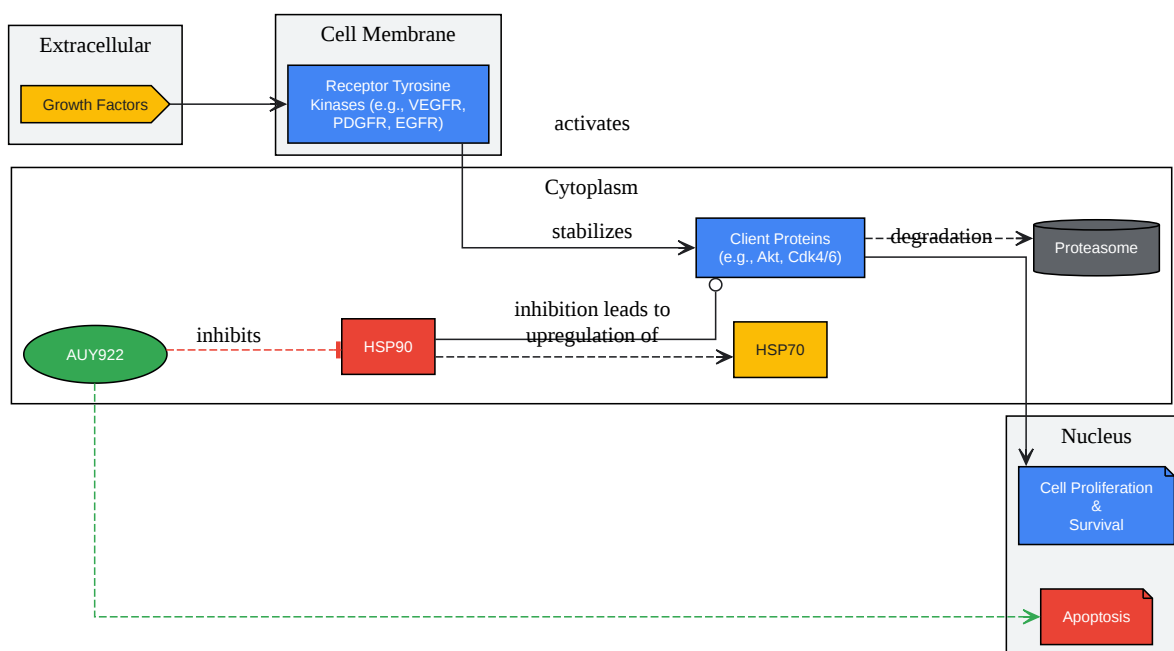 Extracellular
Growth Factors
Cell Membrane
Receptor Tyrosine
Kinases (e.g., VEGFR,
PDGFR, EGFR)
activates
Cytoplasm
stabilizes
Client Proteins
(e.g., Akt, Cdk4/6)
degradation
Proteasome
inhibits
inhibition leads to
upregulation of
AUY922
HSP90
HSP70
Nucleus
Cell Proliferation
&
Survival
Apoptosis